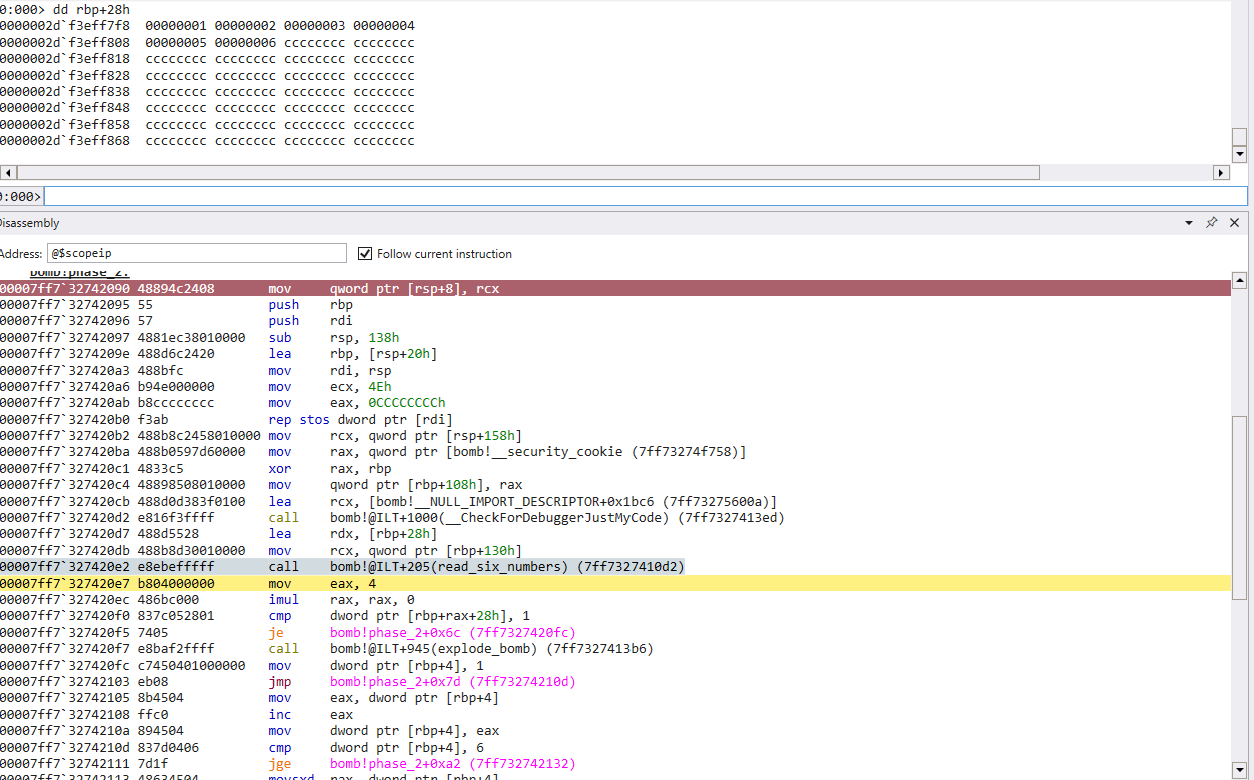 0:000> dd rbp+28h
0000002d`f3eff7f8  00000001 00000002 00000003 00000004
0000002d`f3eff808  00000005 00000006 cccccccc cccccccc
0000002d`f3eff818  cccccccc cccccccc cccccccc cccccccc
0000002d`f3eff828  cccccccc cccccccc cccccccc cccccccc
0000002d`f3eff838  cccccccc cccccccc cccccccc cccccccc
0000002d`f3eff848  cccccccc cccccccc cccccccc cccccccc
0000002d`f3eff858  cccccccc cccccccc cccccccc cccccccc
0000002d`f3eff868  cccccccc cccccccc cccccccc cccccccc
0:000>
Disassembly
Address: @$scopeip Follow current instruction
bomb!phase_2:
00007ff7`32742090 48894c2408      mov     qword ptr [rsp+8], rcx
00007ff7`32742095 55              push    rbp
00007ff7`32742096 57              push    rdi
00007ff7`32742097 4881ec38010000  sub     rsp, 138h
00007ff7`3274209e 488d6c2420      lea     rbp, [rsp+20h]
00007ff7`327420a3 488bfc          mov     rdi, rsp
00007ff7`327420a6 b94e000000      mov     ecx, 4Eh
00007ff7`327420ab b8cccccccc      mov     eax, 0CCCCCCCCh
00007ff7`327420b0 f3ab            rep stos dword ptr [rdi]
00007ff7`327420b2 488b8c2458010000 mov     rcx, qword ptr [rsp+158h]
00007ff7`327420ba 488b0597d60000  mov     rax, qword ptr [bomb!__security_cookie (7ff73274f758)]
00007ff7`327420c1 4833c5          xor     rax, rbp
00007ff7`327420c4 48898508010000  mov     qword ptr [rbp+108h], rax
00007ff7`327420cb 488d0d383f0100  lea     rcx, [bomb!__NULL_IMPORT_DESCRIPTOR+0x1bc6 (7ff73275600a)]
00007ff7`327420d2 e816f3ffff      call    bomb!@ILT+1000(__CheckForDebuggerJustMyCode) (7ff7327413ed)
00007ff7`327420d7 488d5528        lea     rdx, [rbp+28h]
00007ff7`327420db 488b8d30010000  mov     rcx, qword ptr [rbp+130h]
00007ff7`327420e2 e8ebefffff      call    bomb!@ILT+205(read_six_numbers) (7ff7327410d2)
00007ff7`327420e7 b804000000      mov     eax, 4
00007ff7`327420ec 486bc000        imul    rax, rax, 0
00007ff7`327420f0 837c052801      cmp     dword ptr [rbp+rax+28h], 1
00007ff7`327420f5 7405            je      bomb!phase_2+0x6c (7ff7327420fc)
00007ff7`327420f7 e8baf2ffff      call    bomb!@ILT+945(explode_bomb) (7ff7327413b6)
00007ff7`327420fc c7450401000000  mov     dword ptr [rbp+4], 1
00007ff7`32742103 eb08            jmp     bomb!phase_2+0x7d (7ff73274210d)
00007ff7`32742105 8b4504          mov     eax, dword ptr [rbp+4]
00007ff7`32742108 ffc0            inc     eax
00007ff7`3274210a 894504          mov     dword ptr [rbp+4], eax
00007ff7`3274210d 837d0406        cmp     dword ptr [rbp+4], 6
00007ff7`32742111 7d1f            jge     bomb!phase_2+0xa2 (7ff732742132)
00007ff7`32742113 48634504        movsxd  rax, dword ptr [rbp+4]